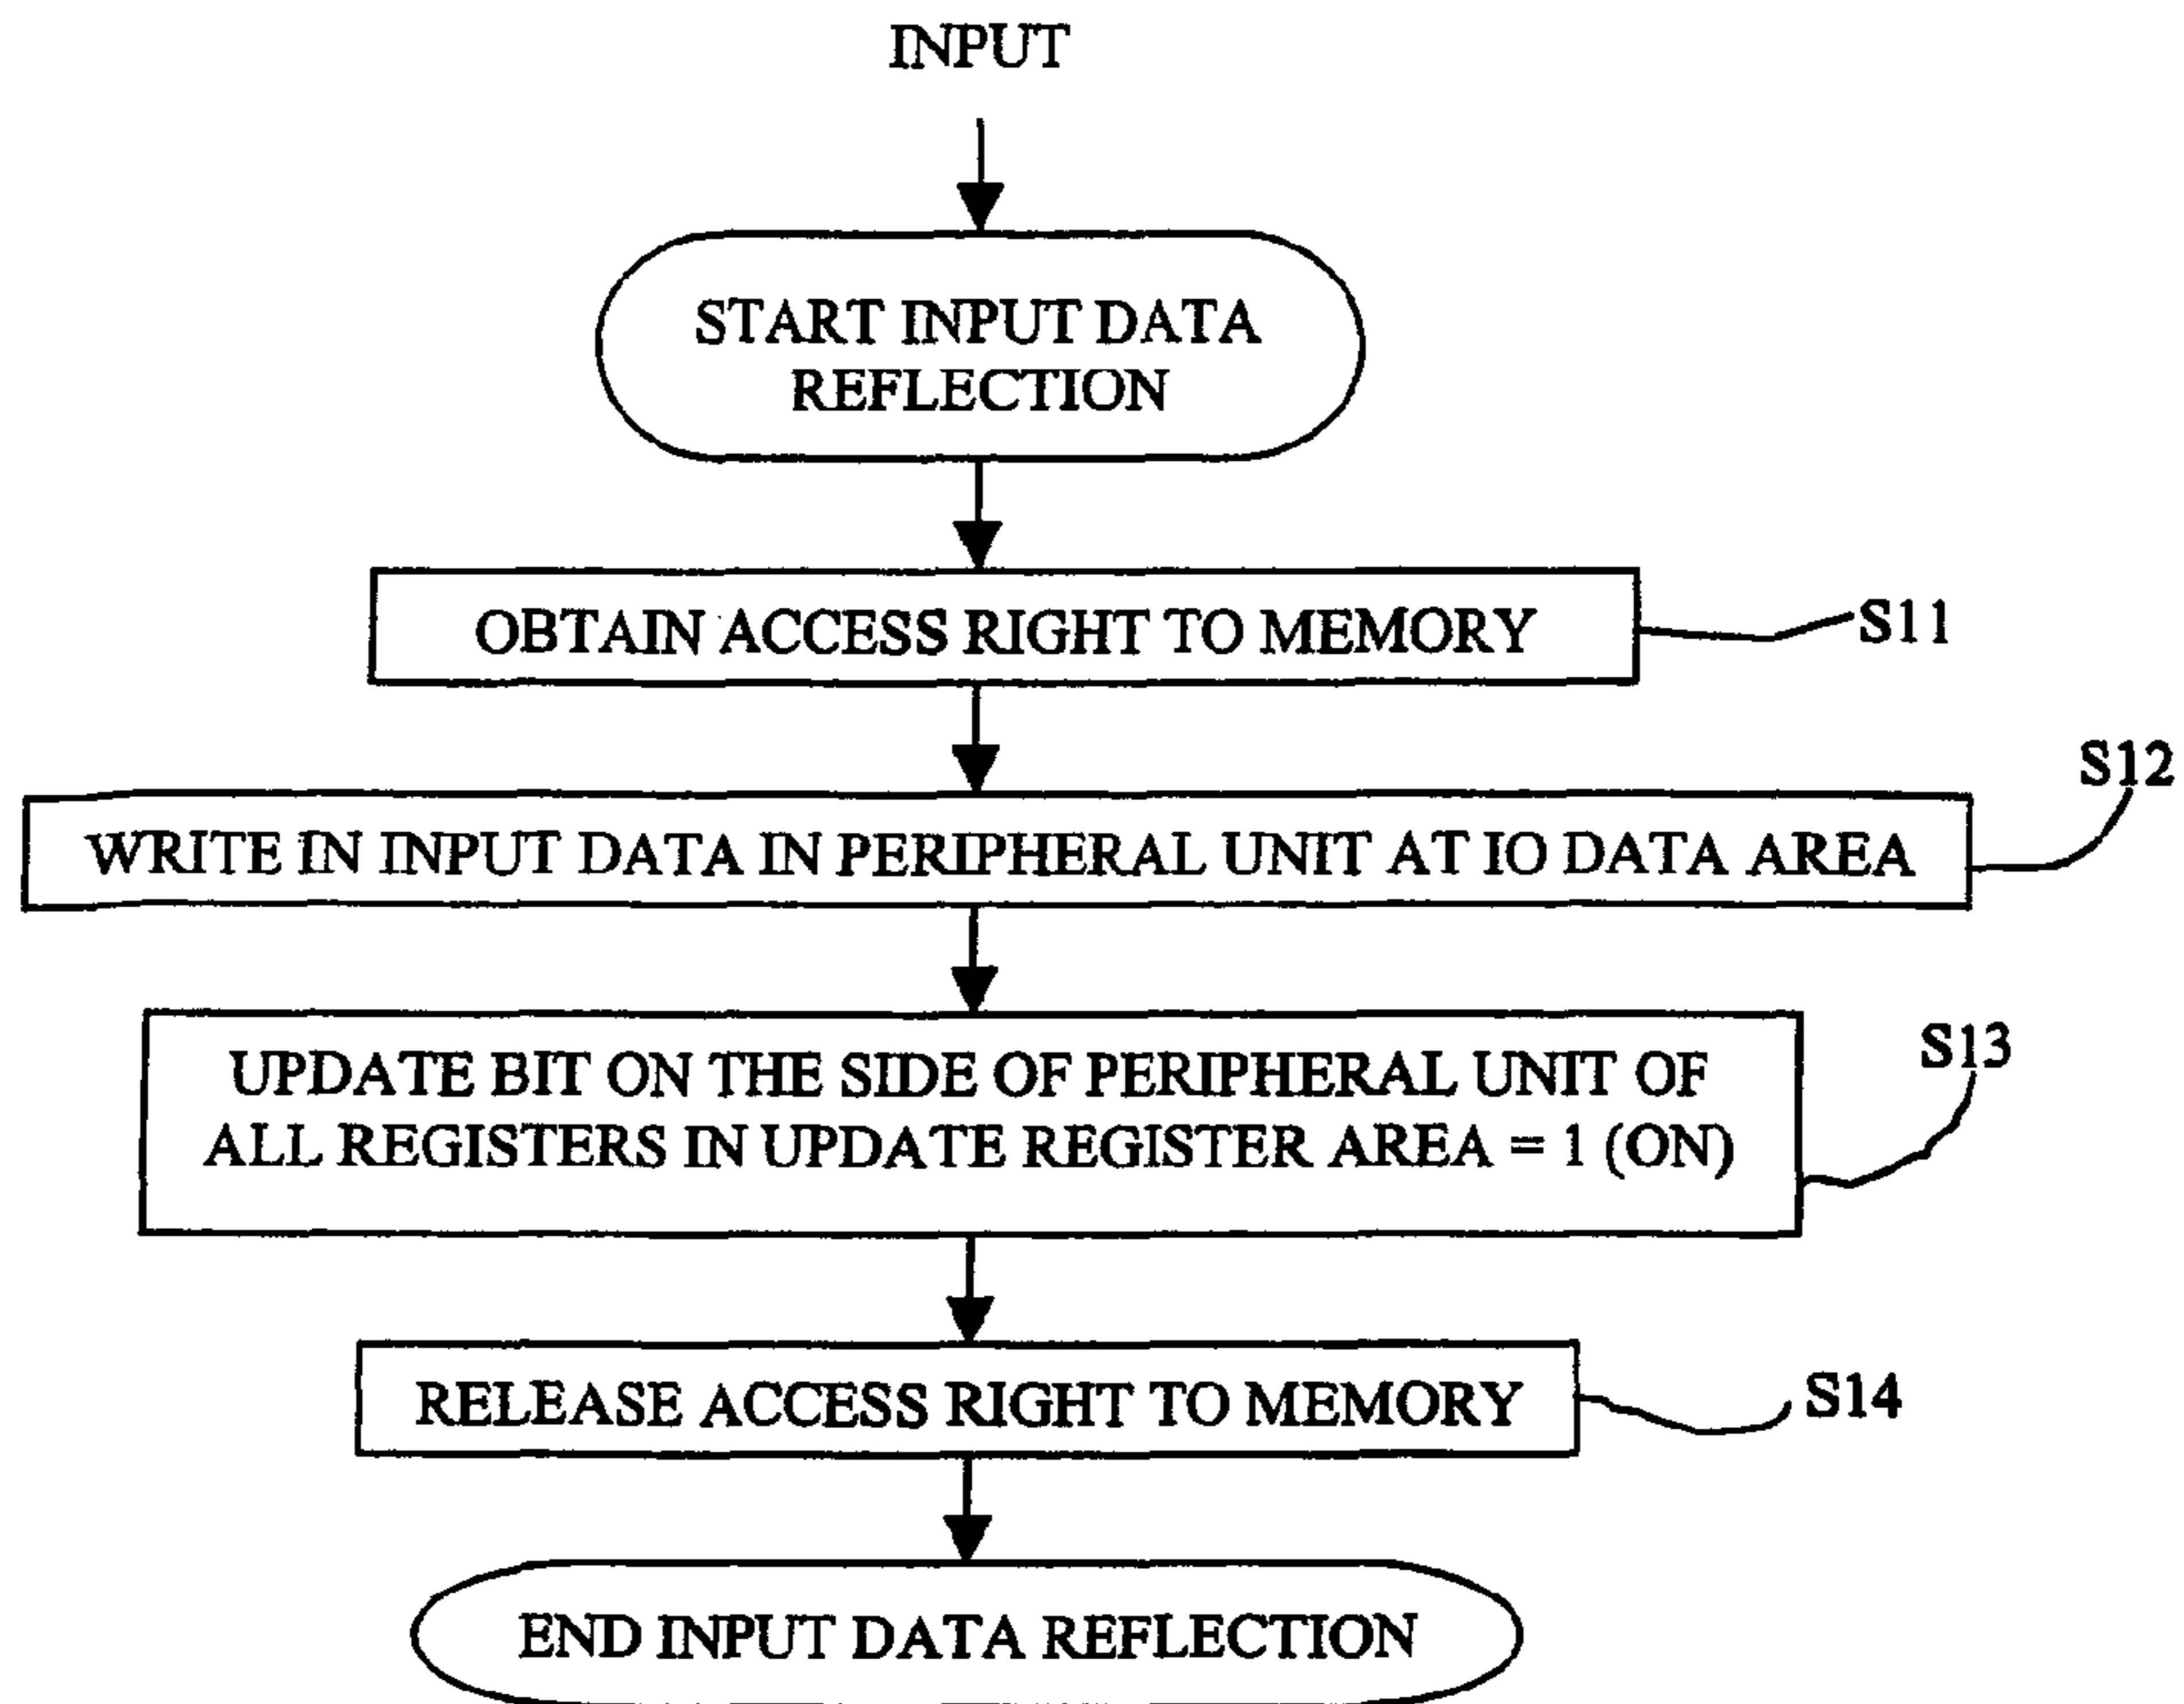 INPUT
START INPUT DATA
REFLECTION
OBTAIN ACCESS RIGHT TO MEMORY
S11
S12
WRITE IN INPUT DATA IN PERIPHERAL UNIT AT IO DATA AREA
S13
UPDATE BIT ON THE SIDE OF PERIPHERAL UNIT OF
ALL REGISTERS IN UPDATE REGISTER AREA = 1 (ON)
RELEASE ACCESS RIGHT TO MEMORY
S14
END INPUT DATA REFLECTION